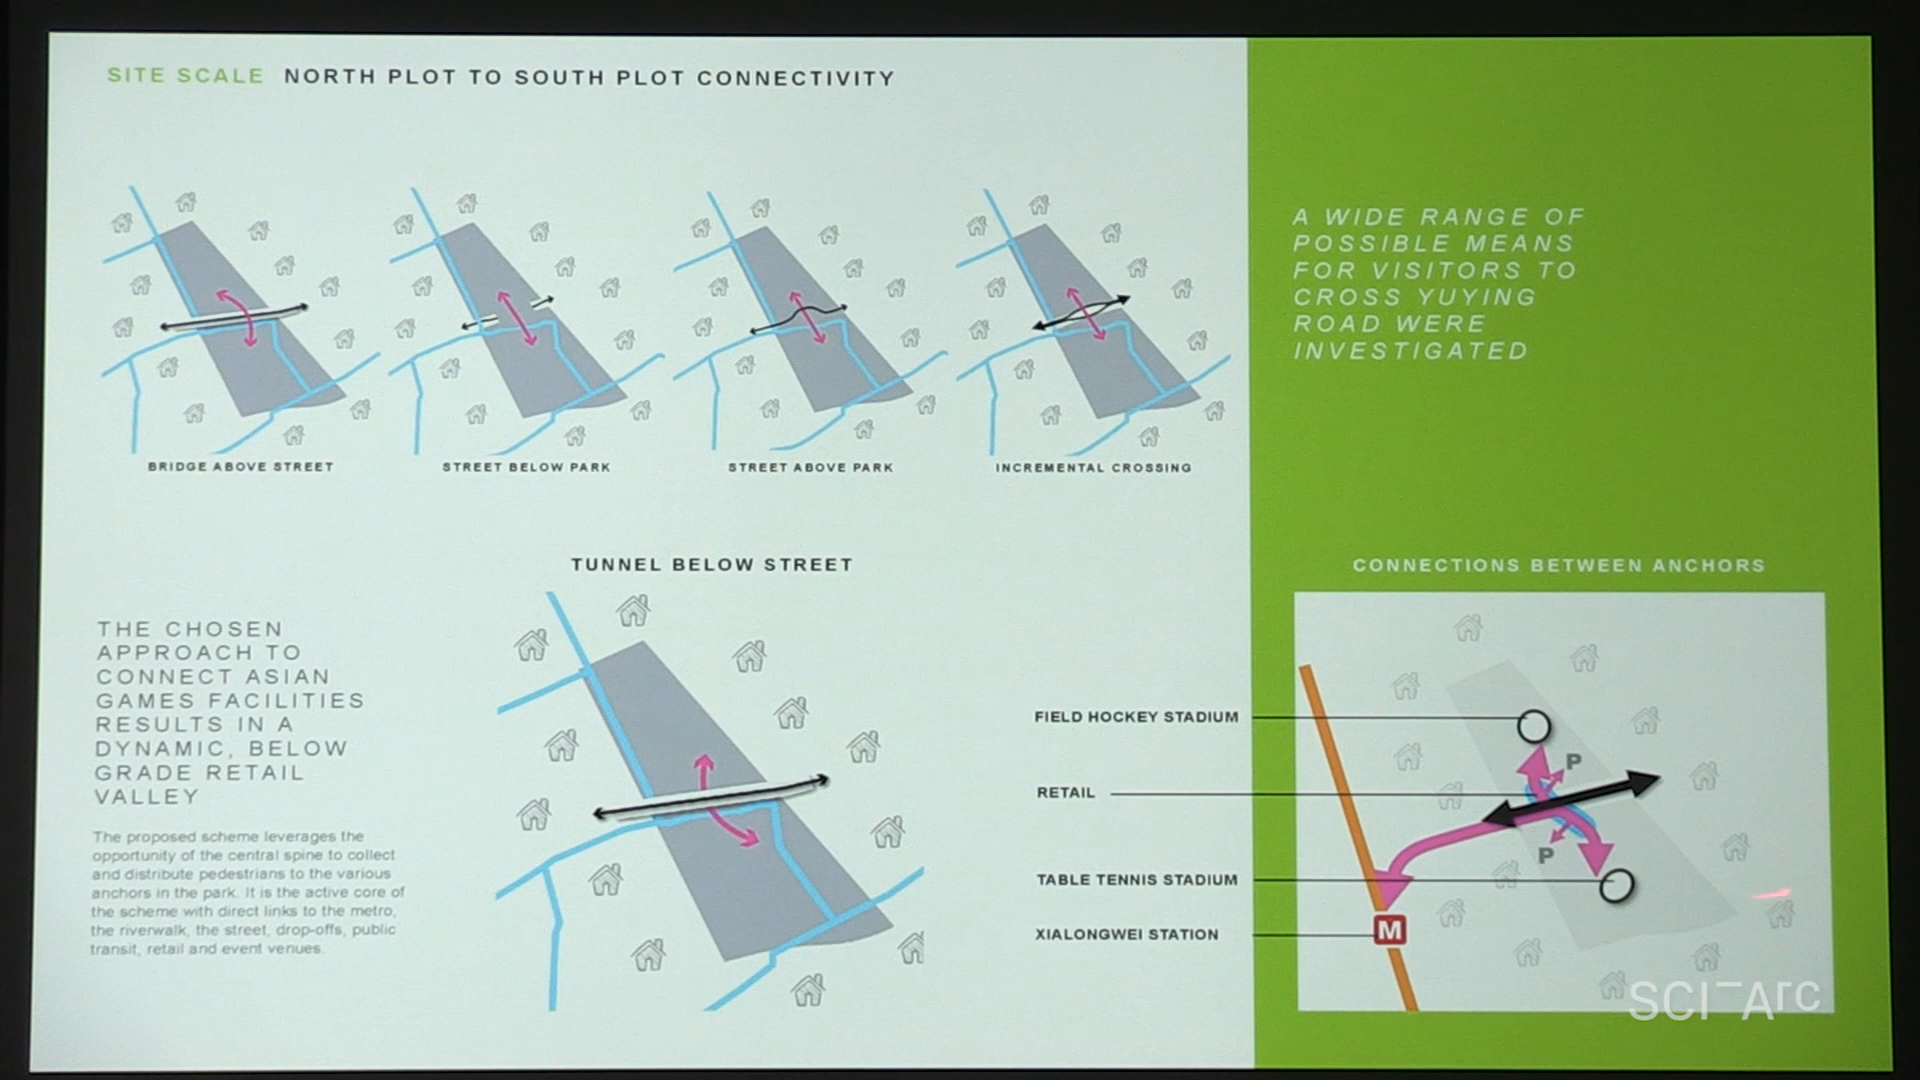 SITE SCALE NORTH PLOT TO SOUTH PLOT CONNECTIVITY
BRIDGE ABOVE STREET
STREET BELOW PARK
STREET ABOVE PARK
INCREMENTAL CROSSING
A WIDE RANGE OF
POSSIBLE MEANS
FOR VISITORS TO
CROSS YUYING
ROAD WERE
INVESTIGATED
THE CHOSEN
APPROACH TO
CONNECT ASIAN
GAMES FACILITIES
RESULTS IN A
DYNAMIC, BELOW
GRADE RETAIL
VALLEY
The proposed scheme leverages the
opportunity of the central spine to collect
and distribute pedestrians to the various
anchors in the park. It is the active core of
the scheme with direct links to the metro,
the riverwalk, the street, drop-offs, public
transit, retail and event venues.
TUNNEL BELOW STREET
CONNECTIONS BETWEEN ANCHORS
FIELD HOCKEY STADIUM
RETAIL
TABLE TENNIS STADIUM
XIALONGWEI STATION
P
P
M
SCI-Arc